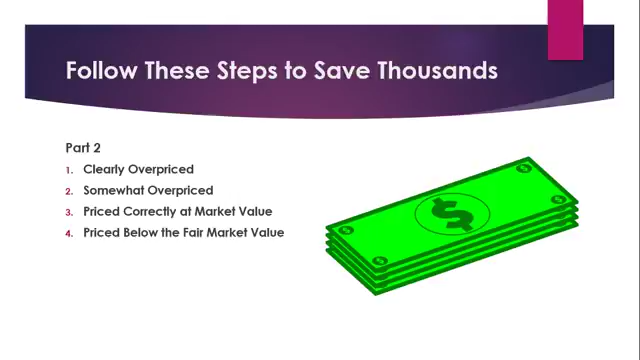 Follow These Steps to Save Thousands
Part 2
1. Clearly Overpriced
2. Somewhat Overpriced
3. Priced Correctly at Market Value
4. Priced Below the Fair Market Value
$
$
$
$
$